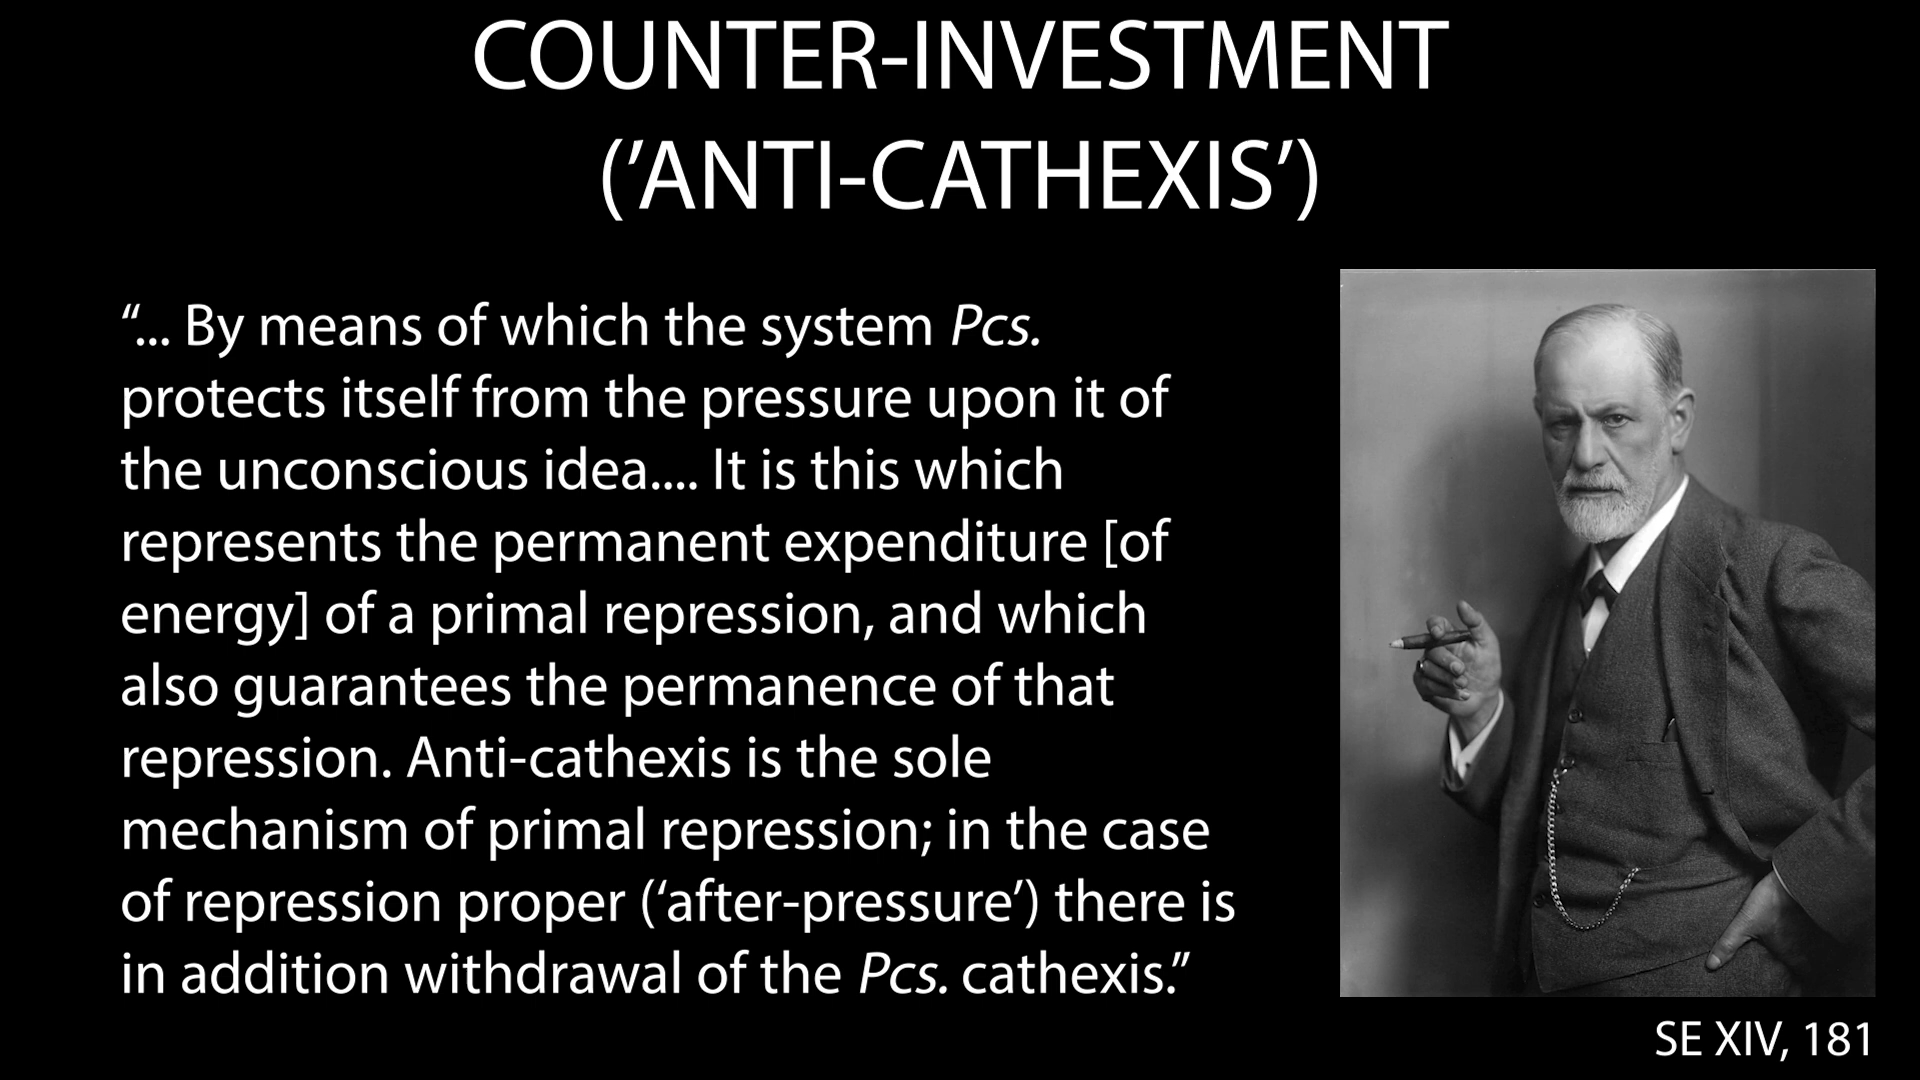 COUNTER-INVESTMENT
(’ANTI-CATHEXIS’)
“... By means of which the system Pcs.
protects itself from the pressure upon it of
the unconscious idea.... It is this which
represents the permanent expenditure [of
energy] of a primal repression, and which
also guarantees the permanence of that
repression. Anti-cathexis is the sole
mechanism of primal repression; in the case
of repression proper (‘after-pressure’) there is
in addition withdrawal of the Pcs. cathexis.”
SE XIV, 181